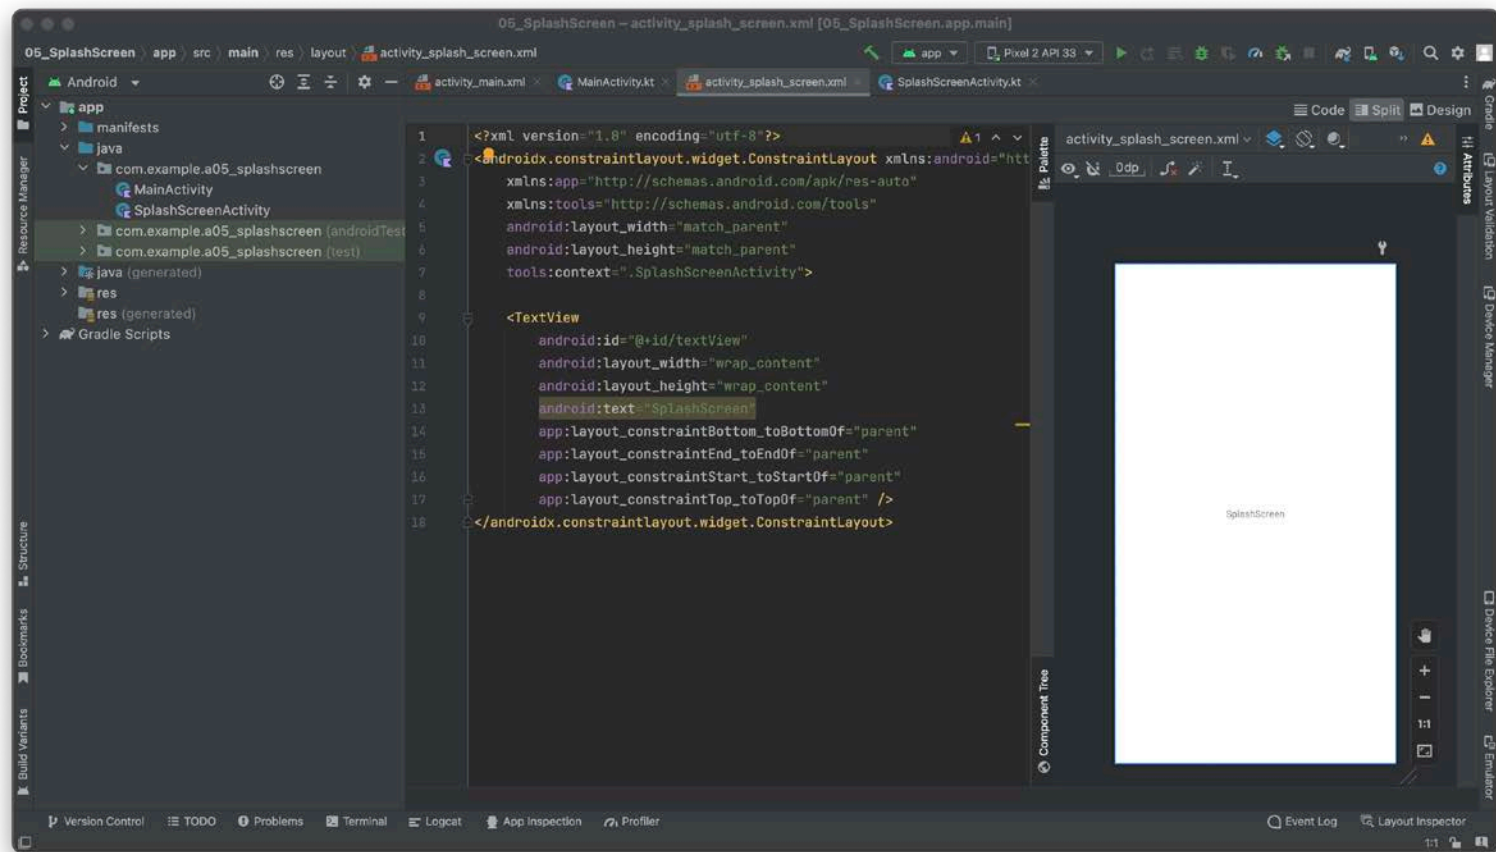 05_SplashScreen – activity_splash_screen.xml [05_SplashScreen.app.main]
05_SplashScreen app src main res layout activity_splash_screen.xml
app Pixel 2 API 33
Android
activity_main.xml MainActivity.kt activity_splash_screen.xml SplashScreenActivity.kt
Code Split Design
Project
Resource Manager
Structure
Bookmarks
Build Variants
app
manifests
java
com.example.a05_splashscreen
MainActivity
SplashScreenActivity
com.example.a05_splashscreen (androidTest
com.example.a05_splashscreen (test)
java (generated)
res
res (generated)
Gradle Scripts
1 <?xml version="1.0" encoding="utf-8"?>
2 <androidx.constraintlayout.widget.ConstraintLayout xmlns:android="htt
3 xmlns:app="http://schemas.android.com/apk/res-auto"
4 xmlns:tools="http://schemas.android.com/tools"
5 android:layout_width="match_parent"
6 android:layout_height="match_parent"
7 tools:context=".SplashScreenActivity">
8
9 <TextView
10 android:id="@+id/textView"
11 android:layout_width="wrap_content"
12 android:layout_height="wrap_content"
13 android:text="SplashScreen"
14 app:layout_constraintBottom_toBottomOf="parent"
15 app:layout_constraintEnd_toEndOf="parent"
16 app:layout_constraintStart_toStartOf="parent"
17 app:layout_constraintTop_toTopOf="parent" />
18 </androidx.constraintlayout.widget.ConstraintLayout>
1
Palette
Component Tree
activity_splash_screen.xml
0dp
SplashScreen
1:1
Attributes
Gradle
Layout Validation
Device Manager
Device File Explorer
Emulator
Version Control TODO Problems Terminal Logcat App Inspection Profiler
Event Log Layout Inspector
1:1